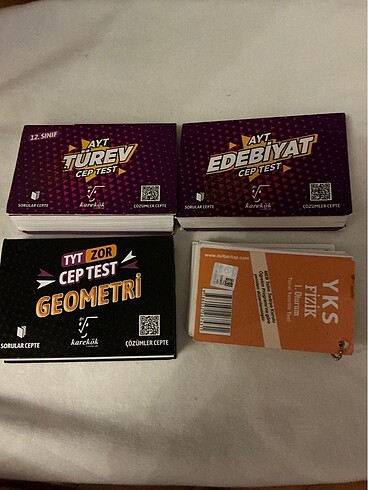 12. SINIF
AYT
TÜREV
CEP TEST
SORULAR CEPTE
karekök
ÇÖZÜMLER CEPTE
AYT
EDEBİYAT
CEP TEST
SORULAR CEPTE
karekök
ÇÖZÜMLER CEPTE
TYT ZOR
CEP TEST
GEOMETRİ
SORULAR CEPTE
karekök
ÇÖZÜMLER CEPTE
YKS
FİZİK
1. Oturum